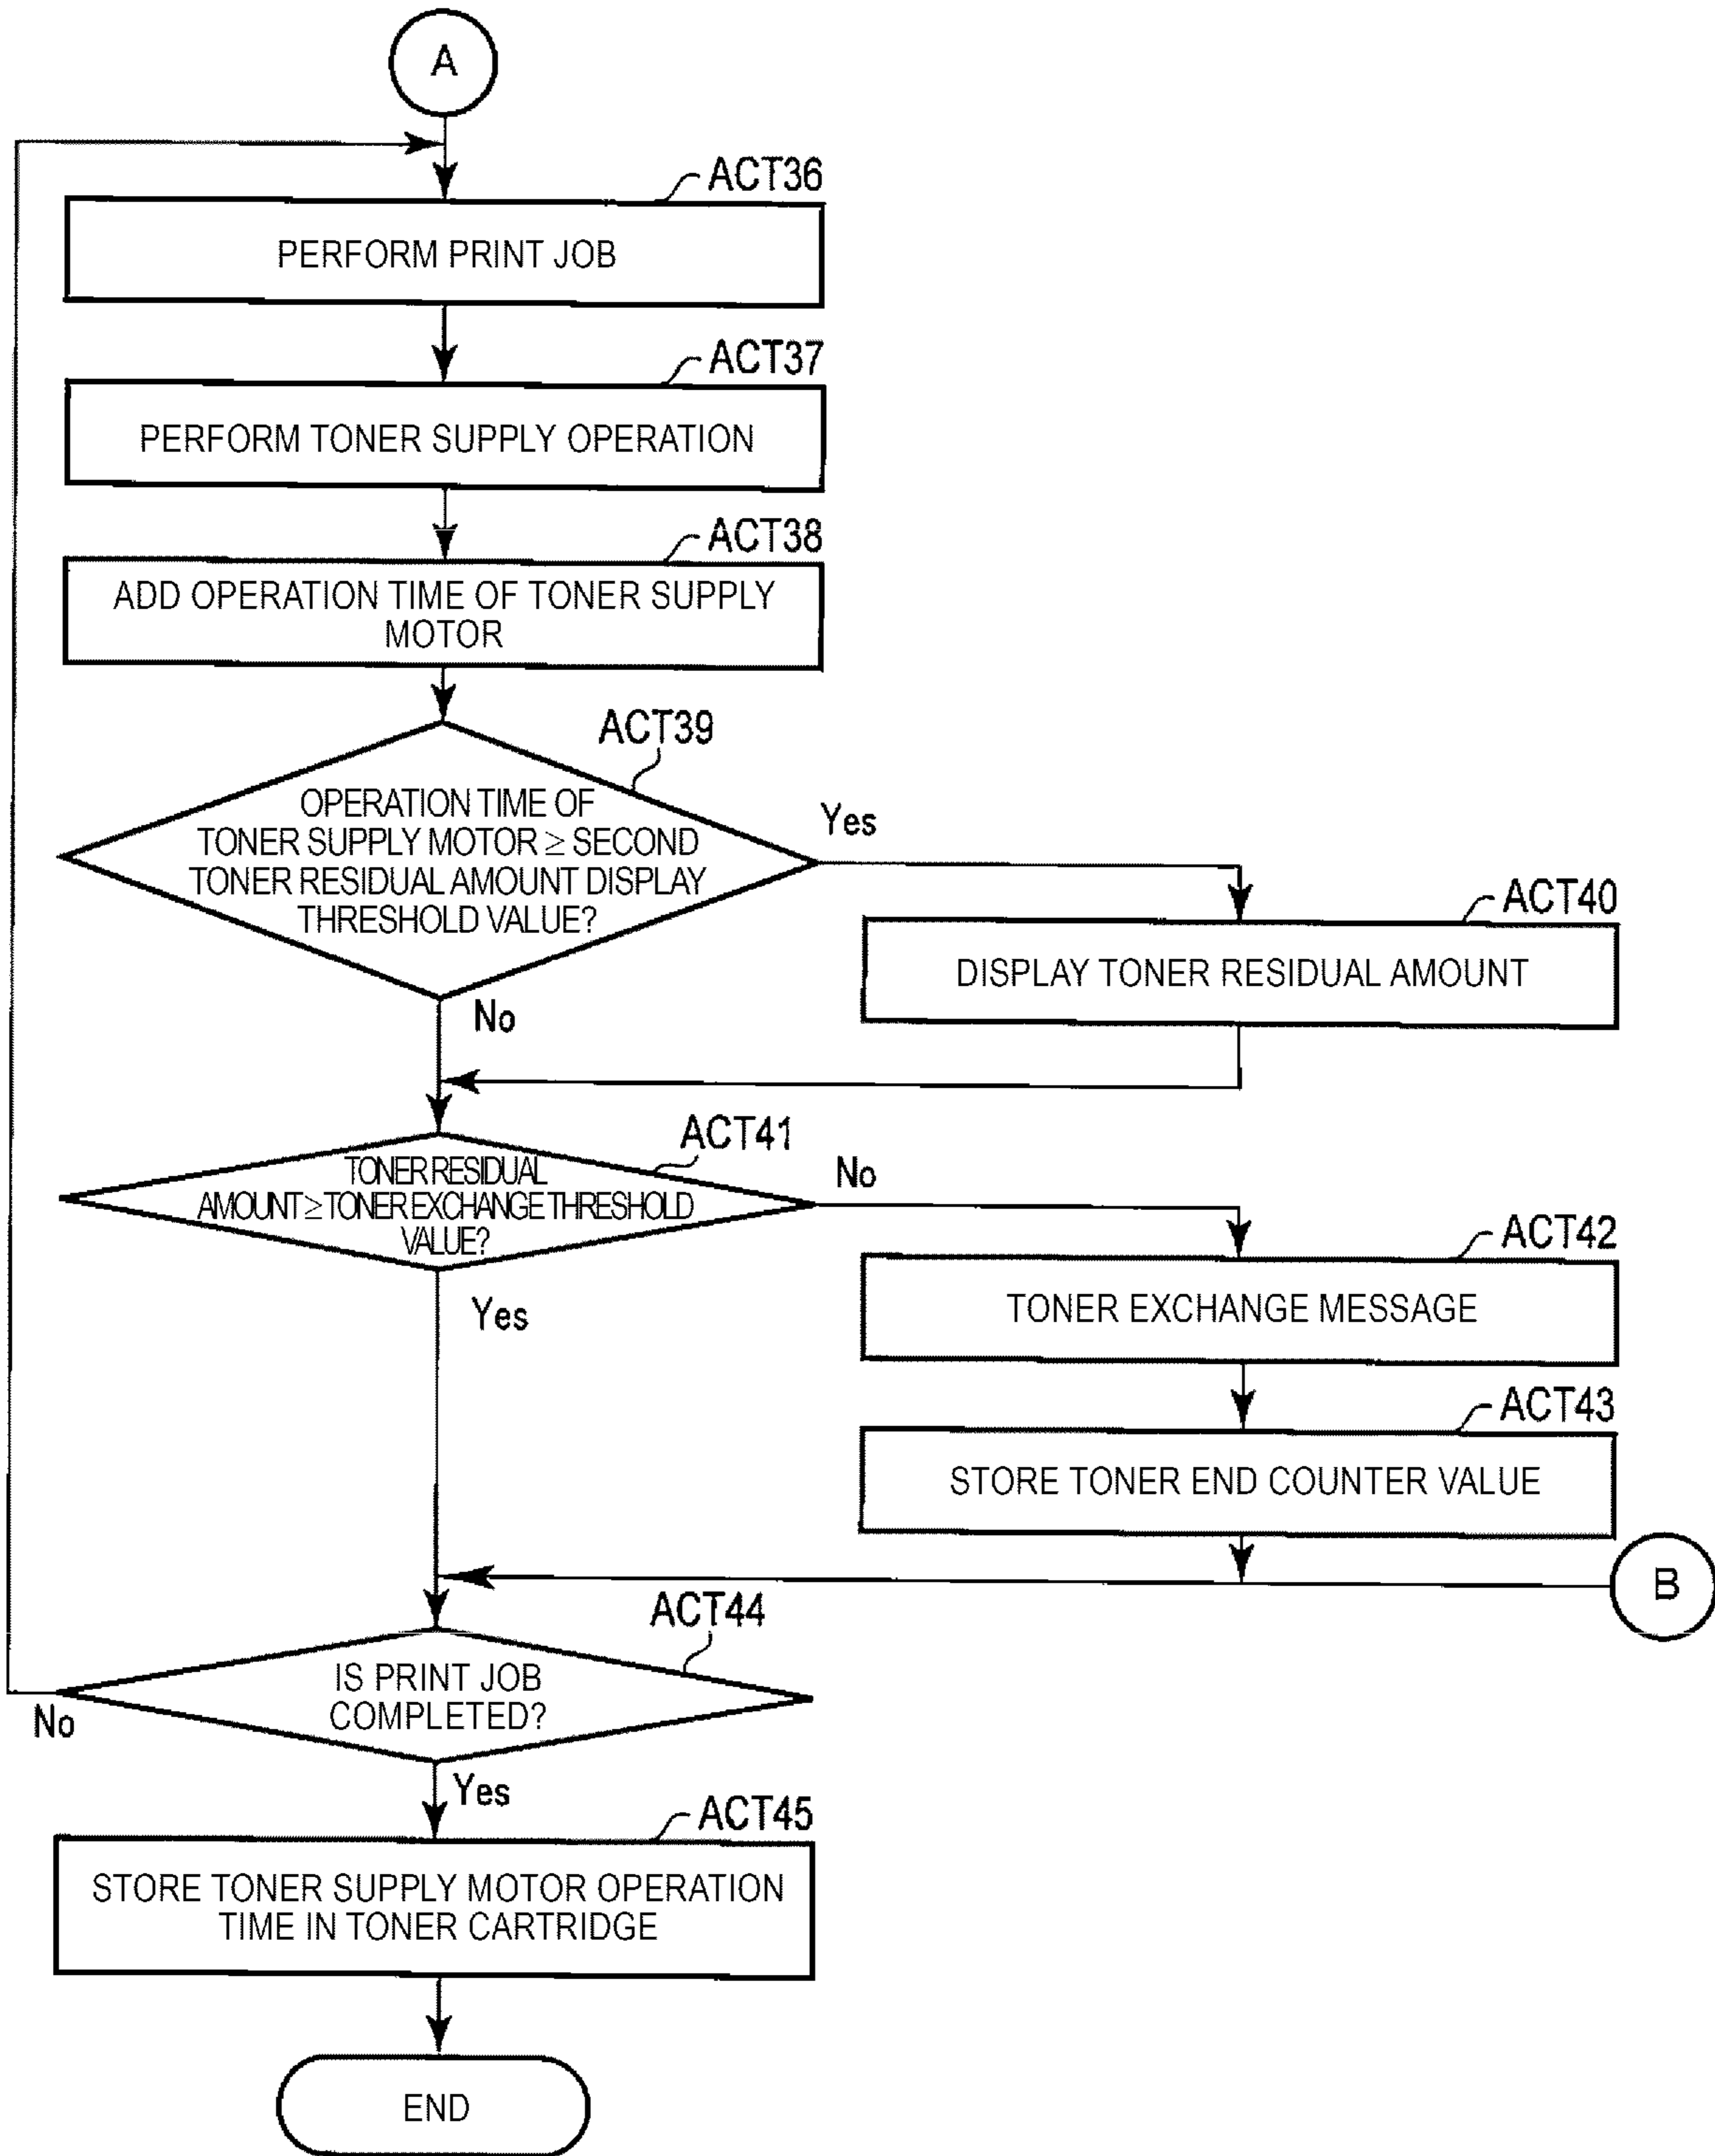 A
ACT36
PERFORM PRINT JOB
ACT37
PERFORM TONER SUPPLY OPERATION
ACT38
ADD OPERATION TIME OF TONER SUPPLY
MOTOR
ACT39
OPERATION TIME OF
TONER SUPPLY MOTOR ≥ SECOND
TONER RESIDUAL AMOUNT DISPLAY
THRESHOLD VALUE?
Yes
No
ACT40
DISPLAY TONER RESIDUAL AMOUNT
ACT41
TONER RESIDUAL
AMOUNT ≥ TONER EXCHANGE THRESHOLD
VALUE?
No
Yes
ACT42
TONER EXCHANGE MESSAGE
ACT43
STORE TONER END COUNTER VALUE
B
ACT44
IS PRINT JOB
COMPLETED?
No
Yes
ACT45
STORE TONER SUPPLY MOTOR OPERATION
TIME IN TONER CARTRIDGE
END